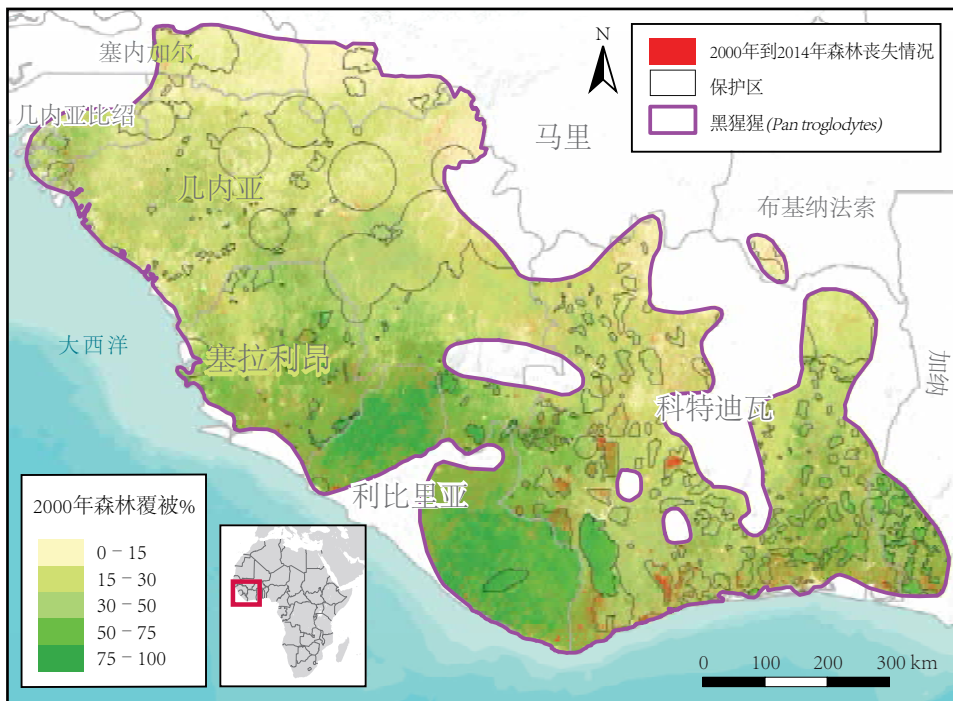 塞内加尔
几内亚比绍
几内亚
马里
布基纳法索
塞拉利昂
利比里亚
科特迪瓦
加纳
大西洋
N
2000年到2014年森林丧失情况
保护区
黑猩猩(Pan troglodytes)
2000年森林覆被%
0－15
15－30
30－50
50－75
75－100
0 100 200 300 km